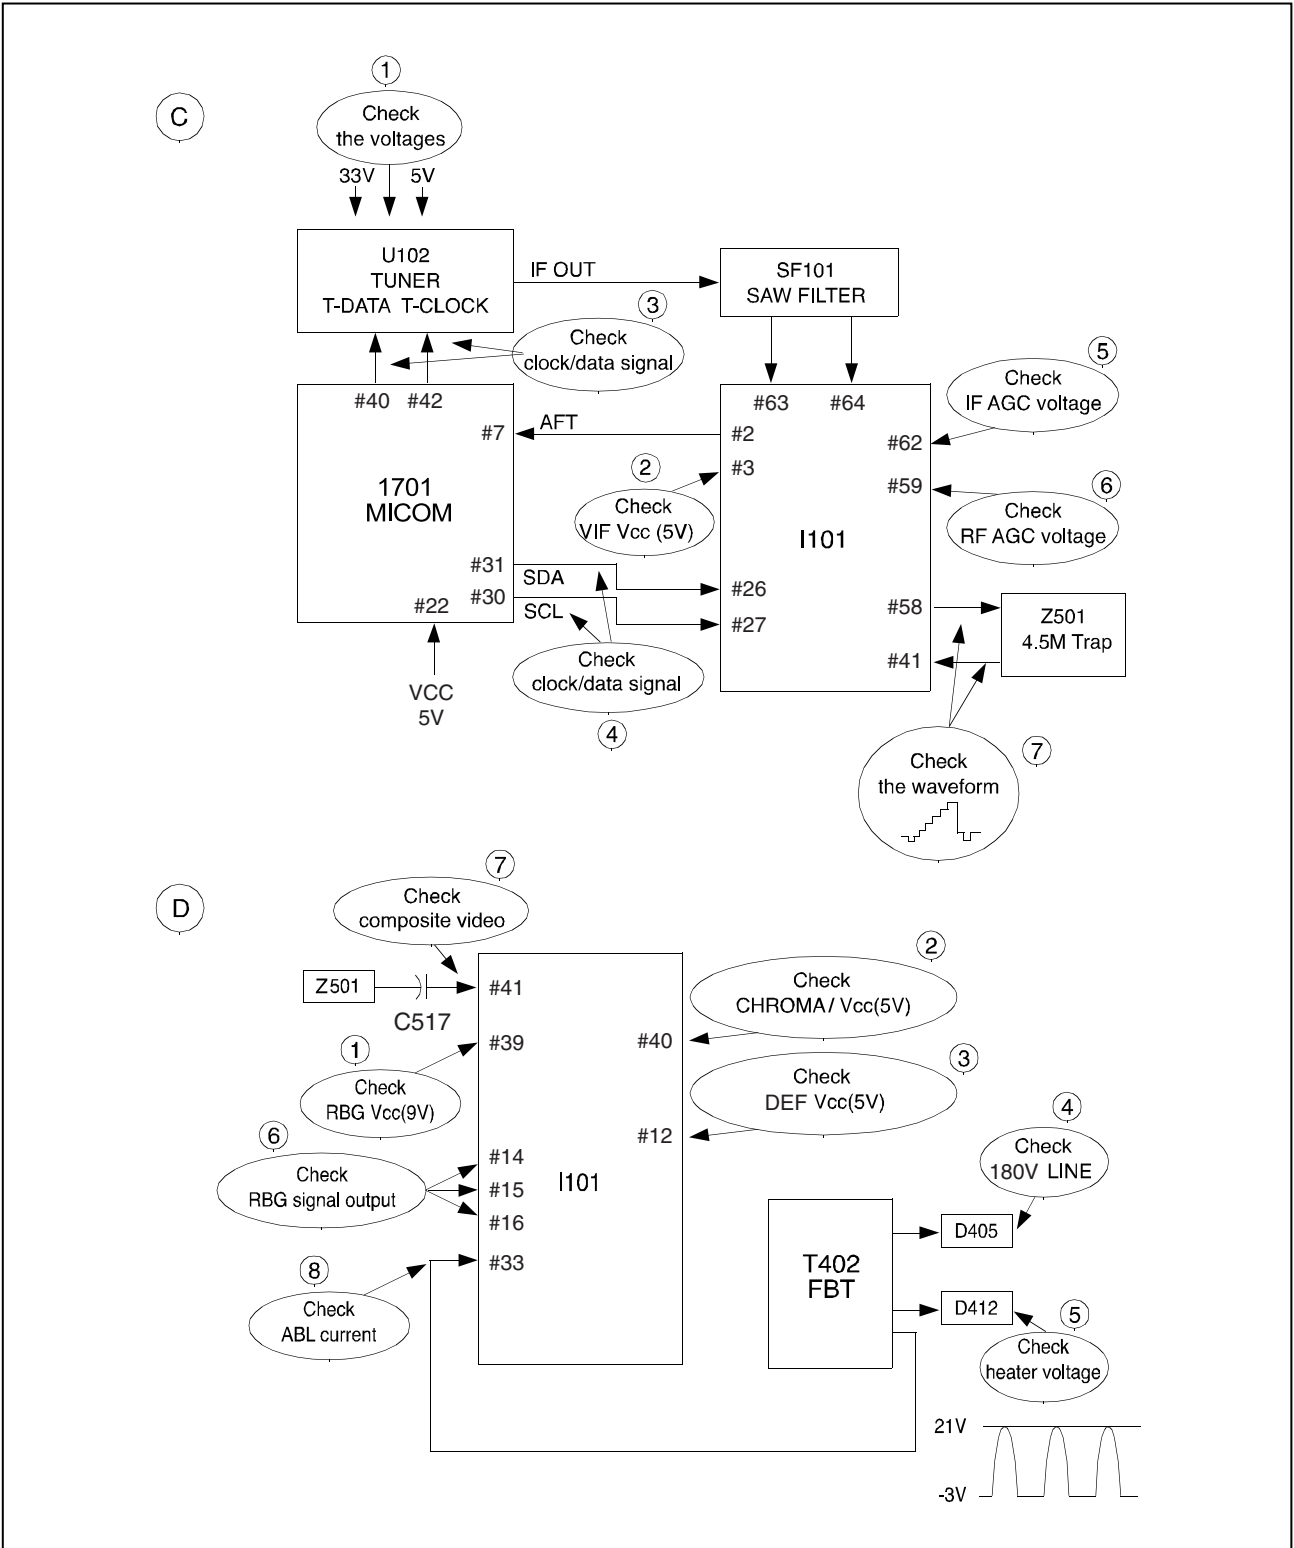 C
1
Check
the voltages
33V 5V
U102
TUNER
T-DATA T-CLOCK
IF OUT
SF101
SAW FILTER
3
Check
clock/data signal
#40 #42
#7
1701
MICOM
#31
#30
#22
VCC
5V
AFT
SDA
SCL
2
Check
VIF Vcc (5V)
Check
clock/data signal
4
#63 #64
#2
#3
#62
#59
I101
#26
#27
#58
#41
5
Check
IF AGC voltage
6
Check
RF AGC voltage
Z501
4.5M Trap
7
Check
the waveform
D
7
Check
composite video
Z501
C517
#41
#39
#40
#12
#14
#15
#16
#33
I101
1
Check
RBG Vcc(9V)
2
Check
CHROMA / Vcc(5V)
3
Check
DEF Vcc(5V)
6
Check
RBG signal output
8
Check
ABL current
4
Check
180V LINE
T402
FBT
D405
D412
5
Check
heater voltage
21V
-3V